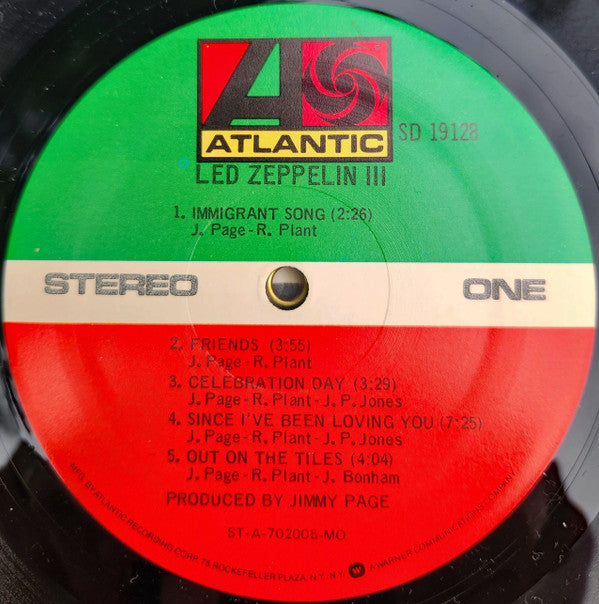 ATLANTIC
SD 19128
LED ZEPPELIN III
1. IMMIGRANT SONG (2:26)
J. Page-R. Plant
STEREO
ONE
2. FRIENDS (3:55)
J. Page-R. Plant
3. CELEBRATION DAY (3:29)
J. Page-R. Plant-J.P.Jones
4. SINCE I'VE BEEN LOVING YOU (7:25)
J. Page-R. Plant-J.P.Jones
5. OUT ON THE TILES (4:04)
J. Page-R. Plant-J. Bonham
PRODUCED BY JIMMY PAGE
ST-A-702005-MO
MFG. BY ATLANTIC RECORDING CORP., 75 ROCKEFELLER PLAZA, N.Y. N.Y. W A WARNER COMMUNICATIONS COMPANY